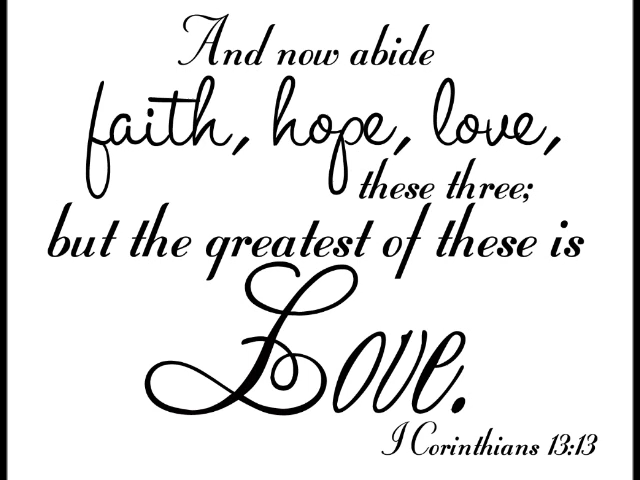 And now abide
faith, hope, love,
these three;
but the greatest of these is
Love.
I Corinthians 13:13